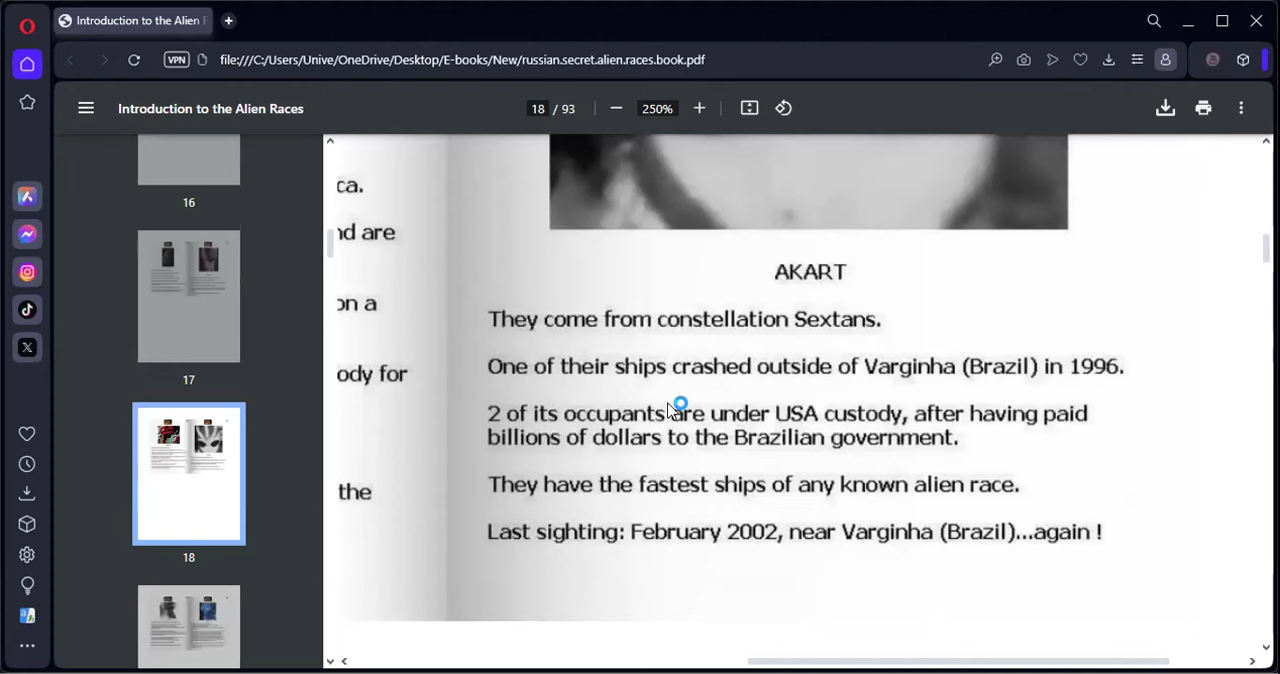 Introduction to the Alien R
VPN
file:///C:/Users/Unive/OneDrive/Desktop/E-books/New/russian.secret.alien.races.book.pdf
Introduction to the Alien Races
18 / 93
250%
16
17
18
ca.
nd are
on a
ody for
the
AKART
They come from constellation Sextans.
One of their ships crashed outside of Varginha (Brazil) in 1996.
2 of its occupants are under USA custody, after having paid
billions of dollars to the Brazilian government.
They have the fastest ships of any known alien race.
Last sighting: February 2002, near Varginha (Brazil)...again !